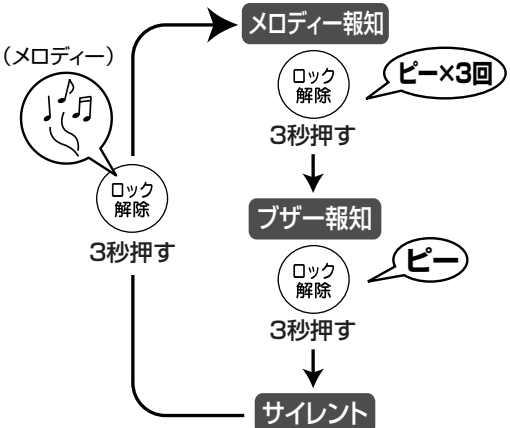 メロディー報知
(メロディー)
ロック
解除
ピー×3回
3秒押す
ロック
解除
3秒押す
ブザー報知
ロック
解除
ピー
3秒押す
サイレント